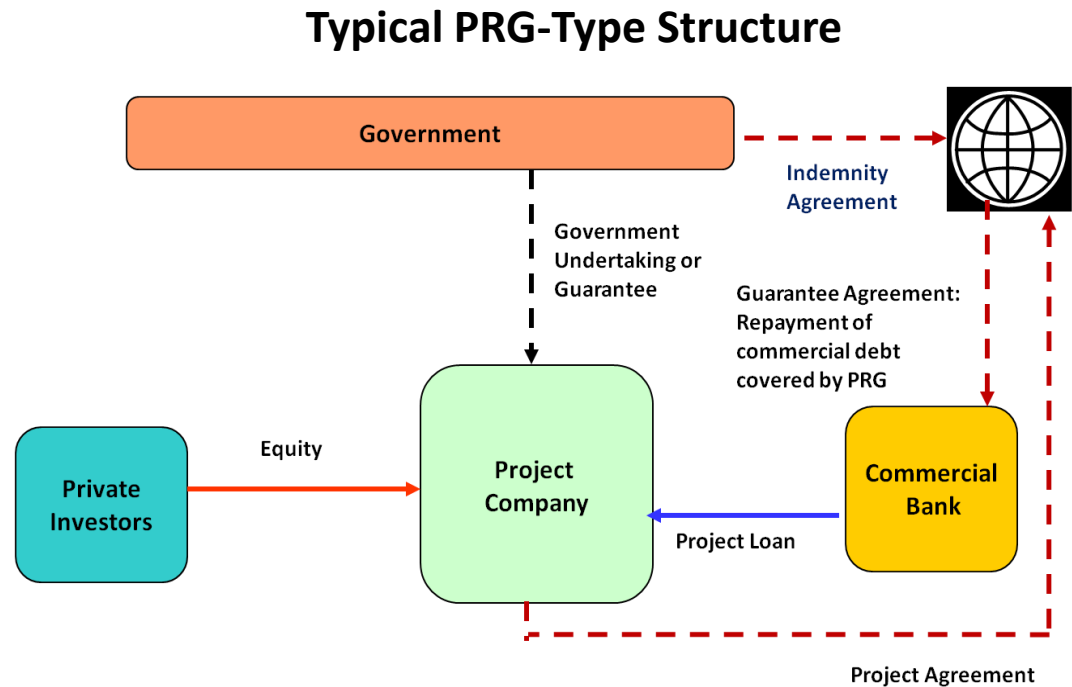 Typical PRG-Type Structure
Government
Indemnity
Agreement
Government
Undertaking or
Guarantee
Guarantee Agreement:
Repayment of
commercial debt
covered by PRG
Equity
Private
Investors
Project
Company
Commercial
Bank
Project Loan
Project Agreement